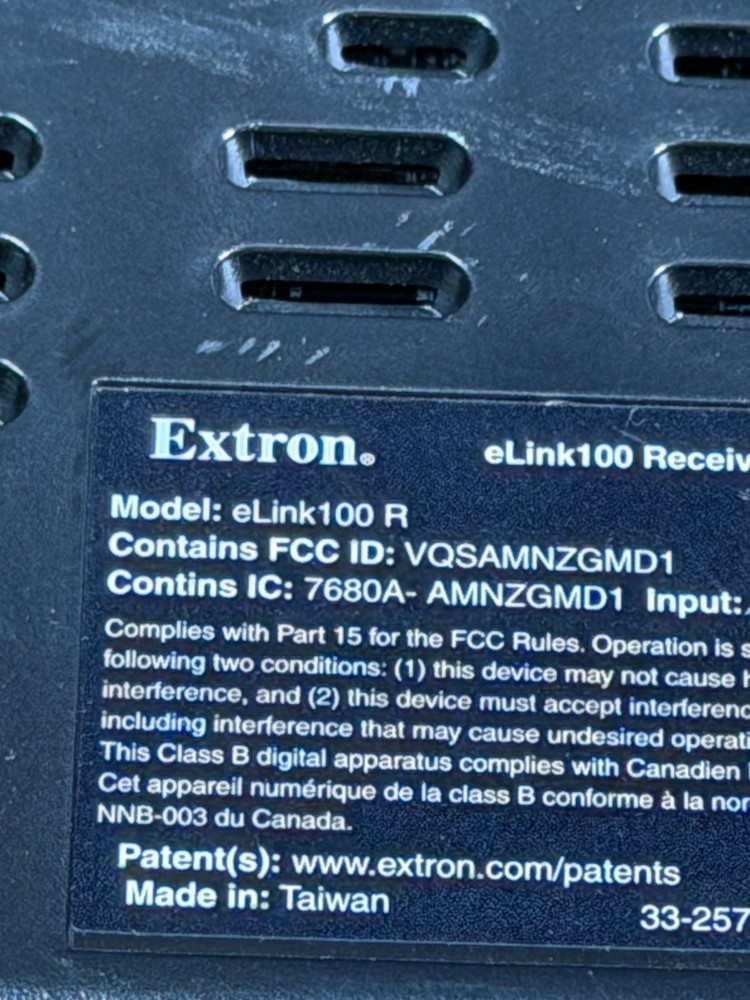 Extron®
eLink100 Receiv
Model: eLink100 R
Contains FCC ID: VQSAMNZGMD1
Contins IC: 7680A- AMNZGMD1 Input:
Complies with Part 15 for the FCC Rules. Operation is s
following two conditions: (1) this device may not cause h
interference, and (2) this device must accept interferenc
including interference that may cause undesired operati
This Class B digital apparatus complies with Canadien
Cet appareil numérique de la class B conforme à la nor
NNB-003 du Canada.
Patent(s): www.extron.com/patents
Made in: Taiwan
33-257